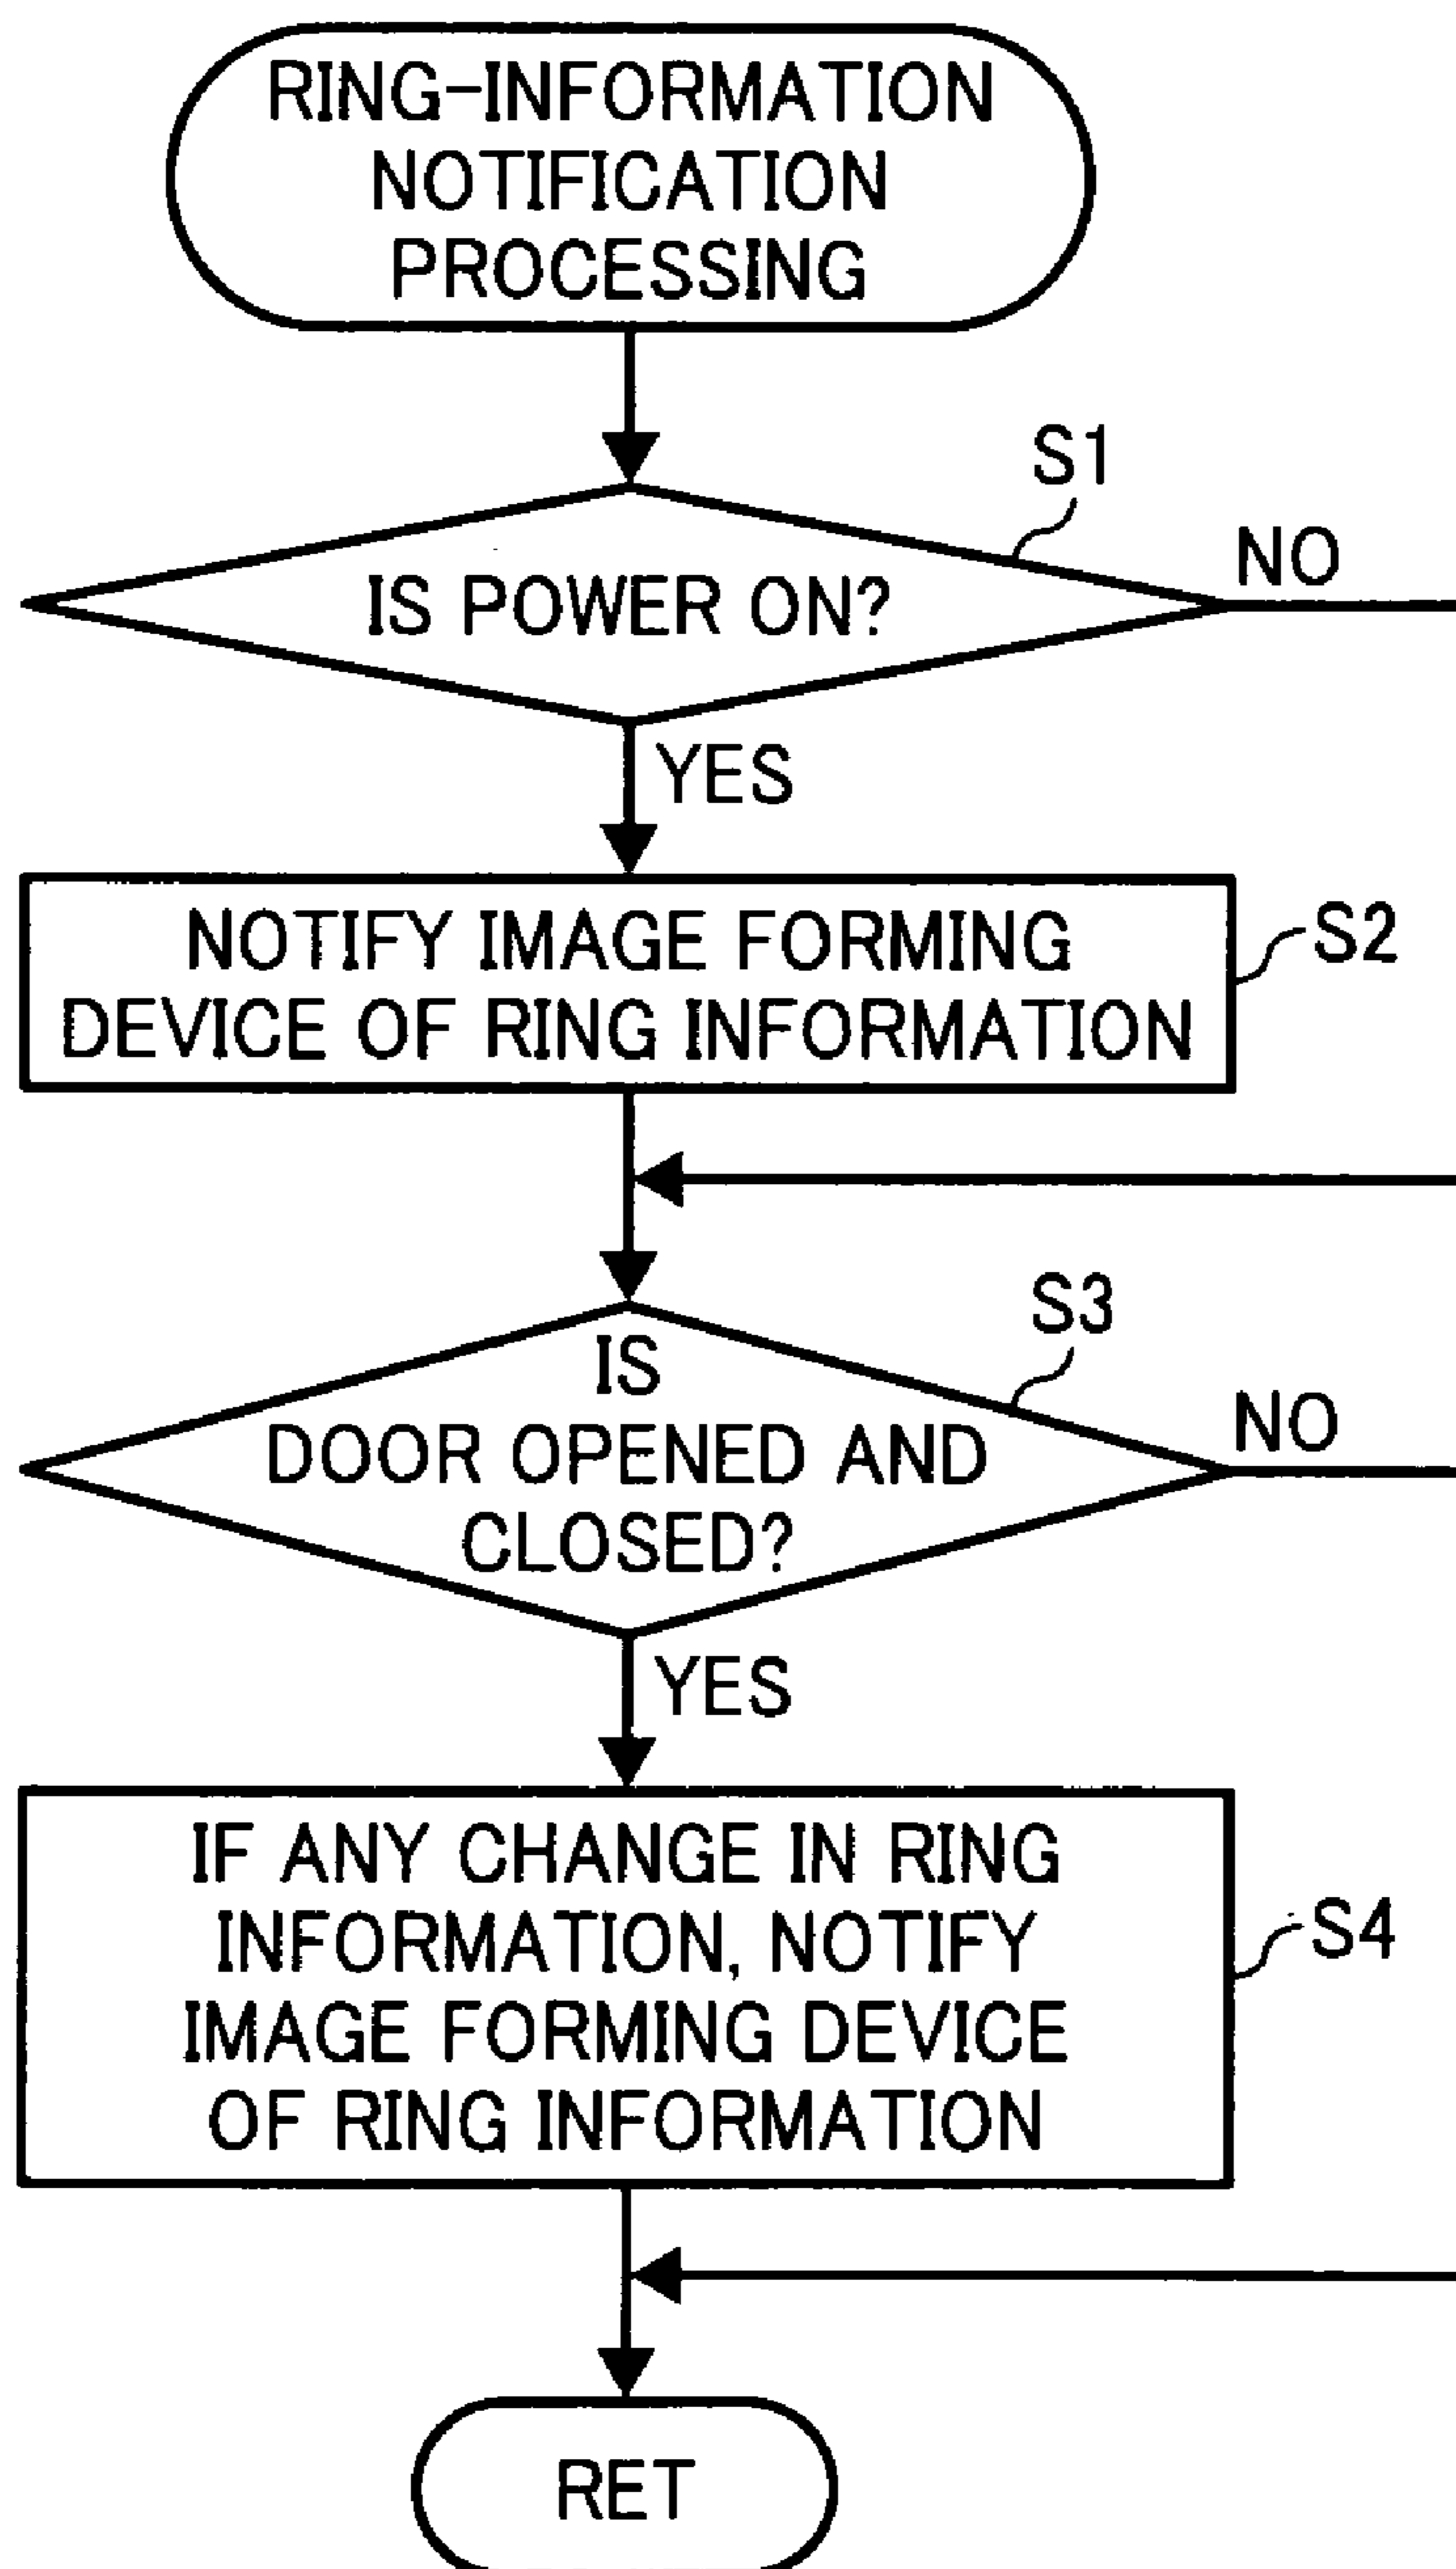 RING-INFORMATION
NOTIFICATION
PROCESSING
S1
NO
IS POWER ON?
YES
NOTIFY IMAGE FORMING
DEVICE OF RING INFORMATION
S2
S3
IS
DOOR OPENED AND
CLOSED?
NO
YES
IF ANY CHANGE IN RING
INFORMATION, NOTIFY
IMAGE FORMING DEVICE
OF RING INFORMATION
S4
RET